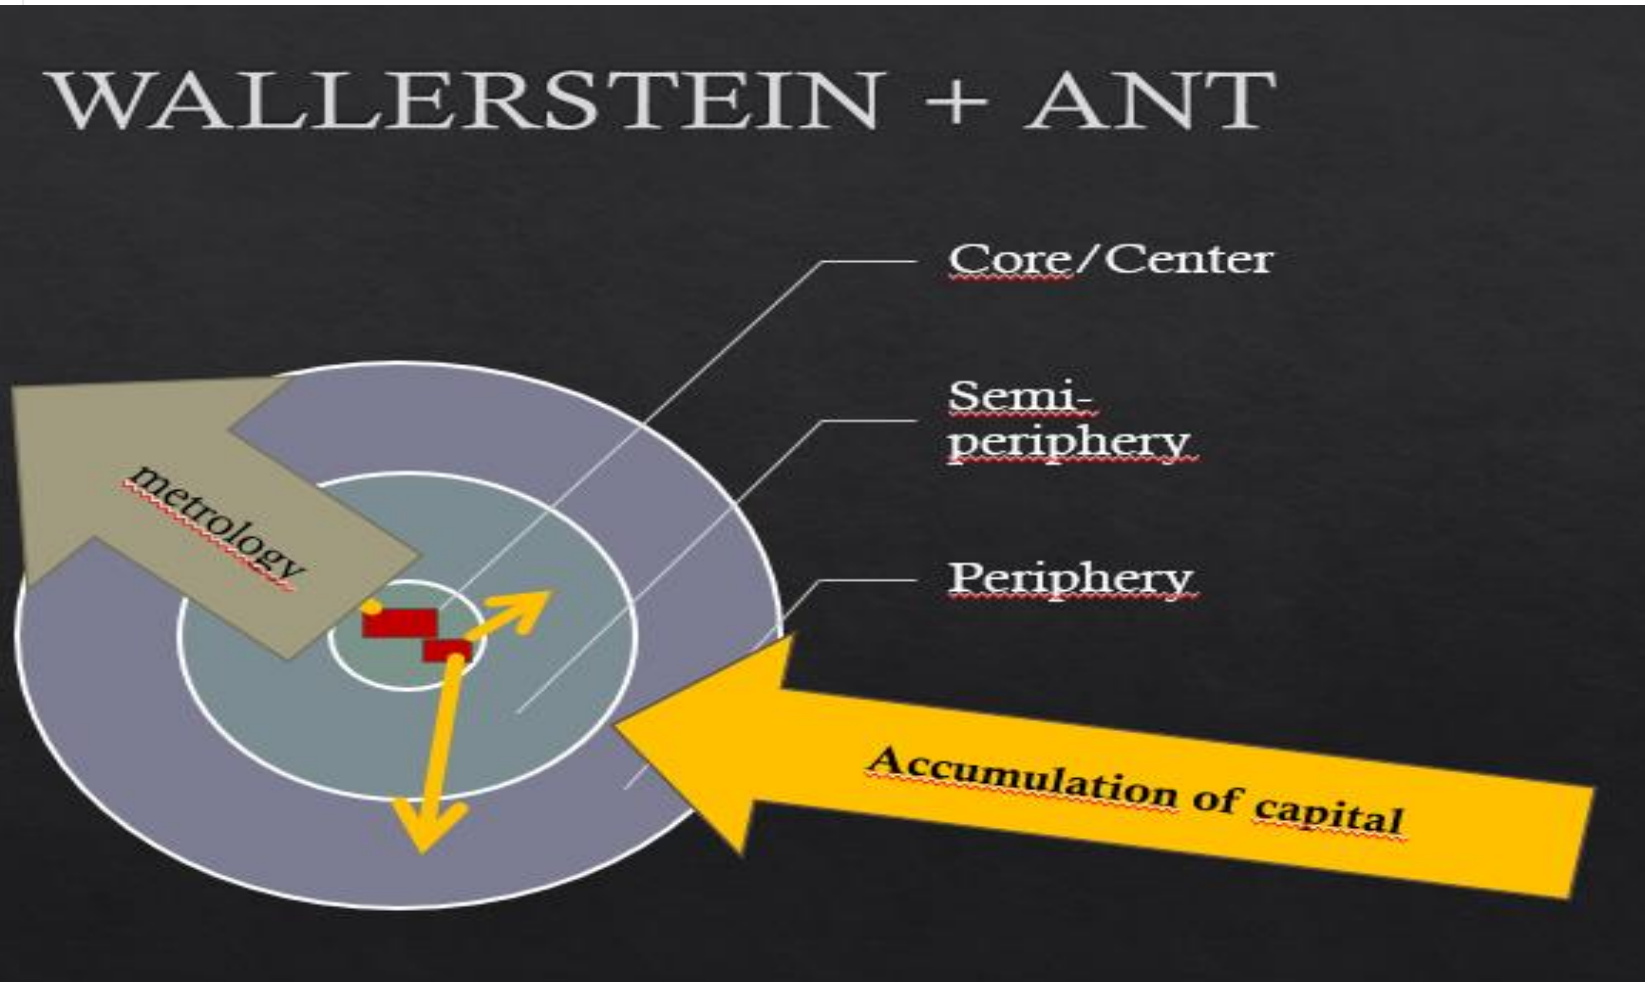 WALLERSTEIN + ANT
Core/Center
Semi-
periphery
Periphery
metrology
Accumulation of capital